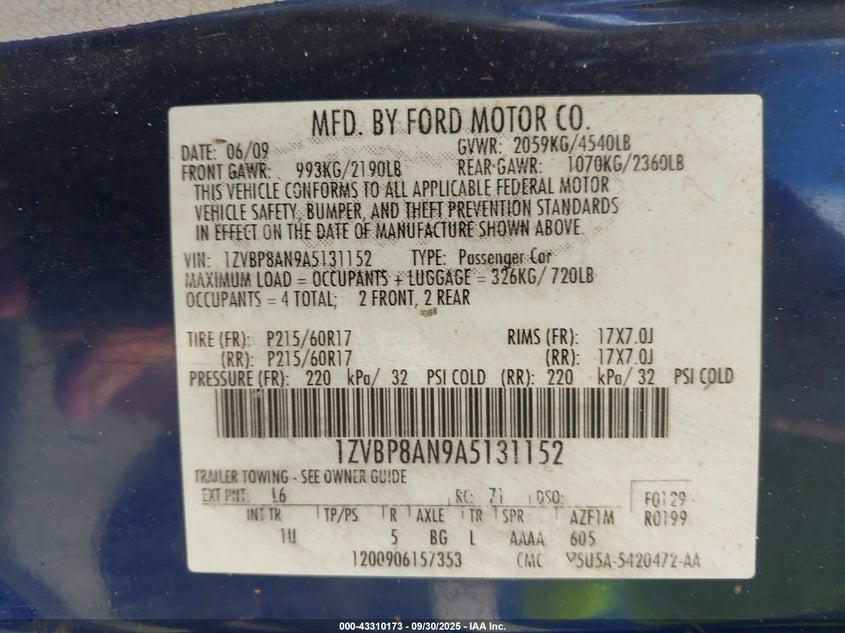 MFD. BY FORD MOTOR CO.
DATE: 06/09 GVWR: 2059KG/4540LB
FRONT GAWR: 993KG/2190LB REAR GAWR: 1070KG/2360LB
THIS VEHICLE CONFORMS TO ALL APPLICABLE FEDERAL MOTOR
VEHICLE SAFETY, BUMPER, AND THEFT PREVENTION STANDARDS
IN EFFECT ON THE DATE OF MANUFACTURE SHOWN ABOVE.
VIN: 1ZVBP8AN9A5131152 TYPE: Passenger Car
MAXIMUM LOAD = OCCUPANTS + LUGGAGE = 326KG/ 720LB
OCCUPANTS = 4 TOTAL; 2 FRONT, 2 REAR
TIRE (FR): P215/60R17 RIMS (FR): 17X7.0J
(RR): P215/60R17 (RR): 17X7.0J
PRESSURE (FR): 220 kPa/ 32 PSI COLD (RR): 220 kPa/ 32 PSI COLD
1ZVBP8AN9A5131152
TRAILER TOWING - SEE OWNER GUIDE
EXT PNT: L6 RC: 71 DSO: F0129
INT TR TP/PS R AXLE TR SPR AZF1M R0199
1U 5 BG L AAAA 605
1200906157353 CMC 5U5A-5420472-AA
000-43310173 - 09/30/2025 - IAA Inc.